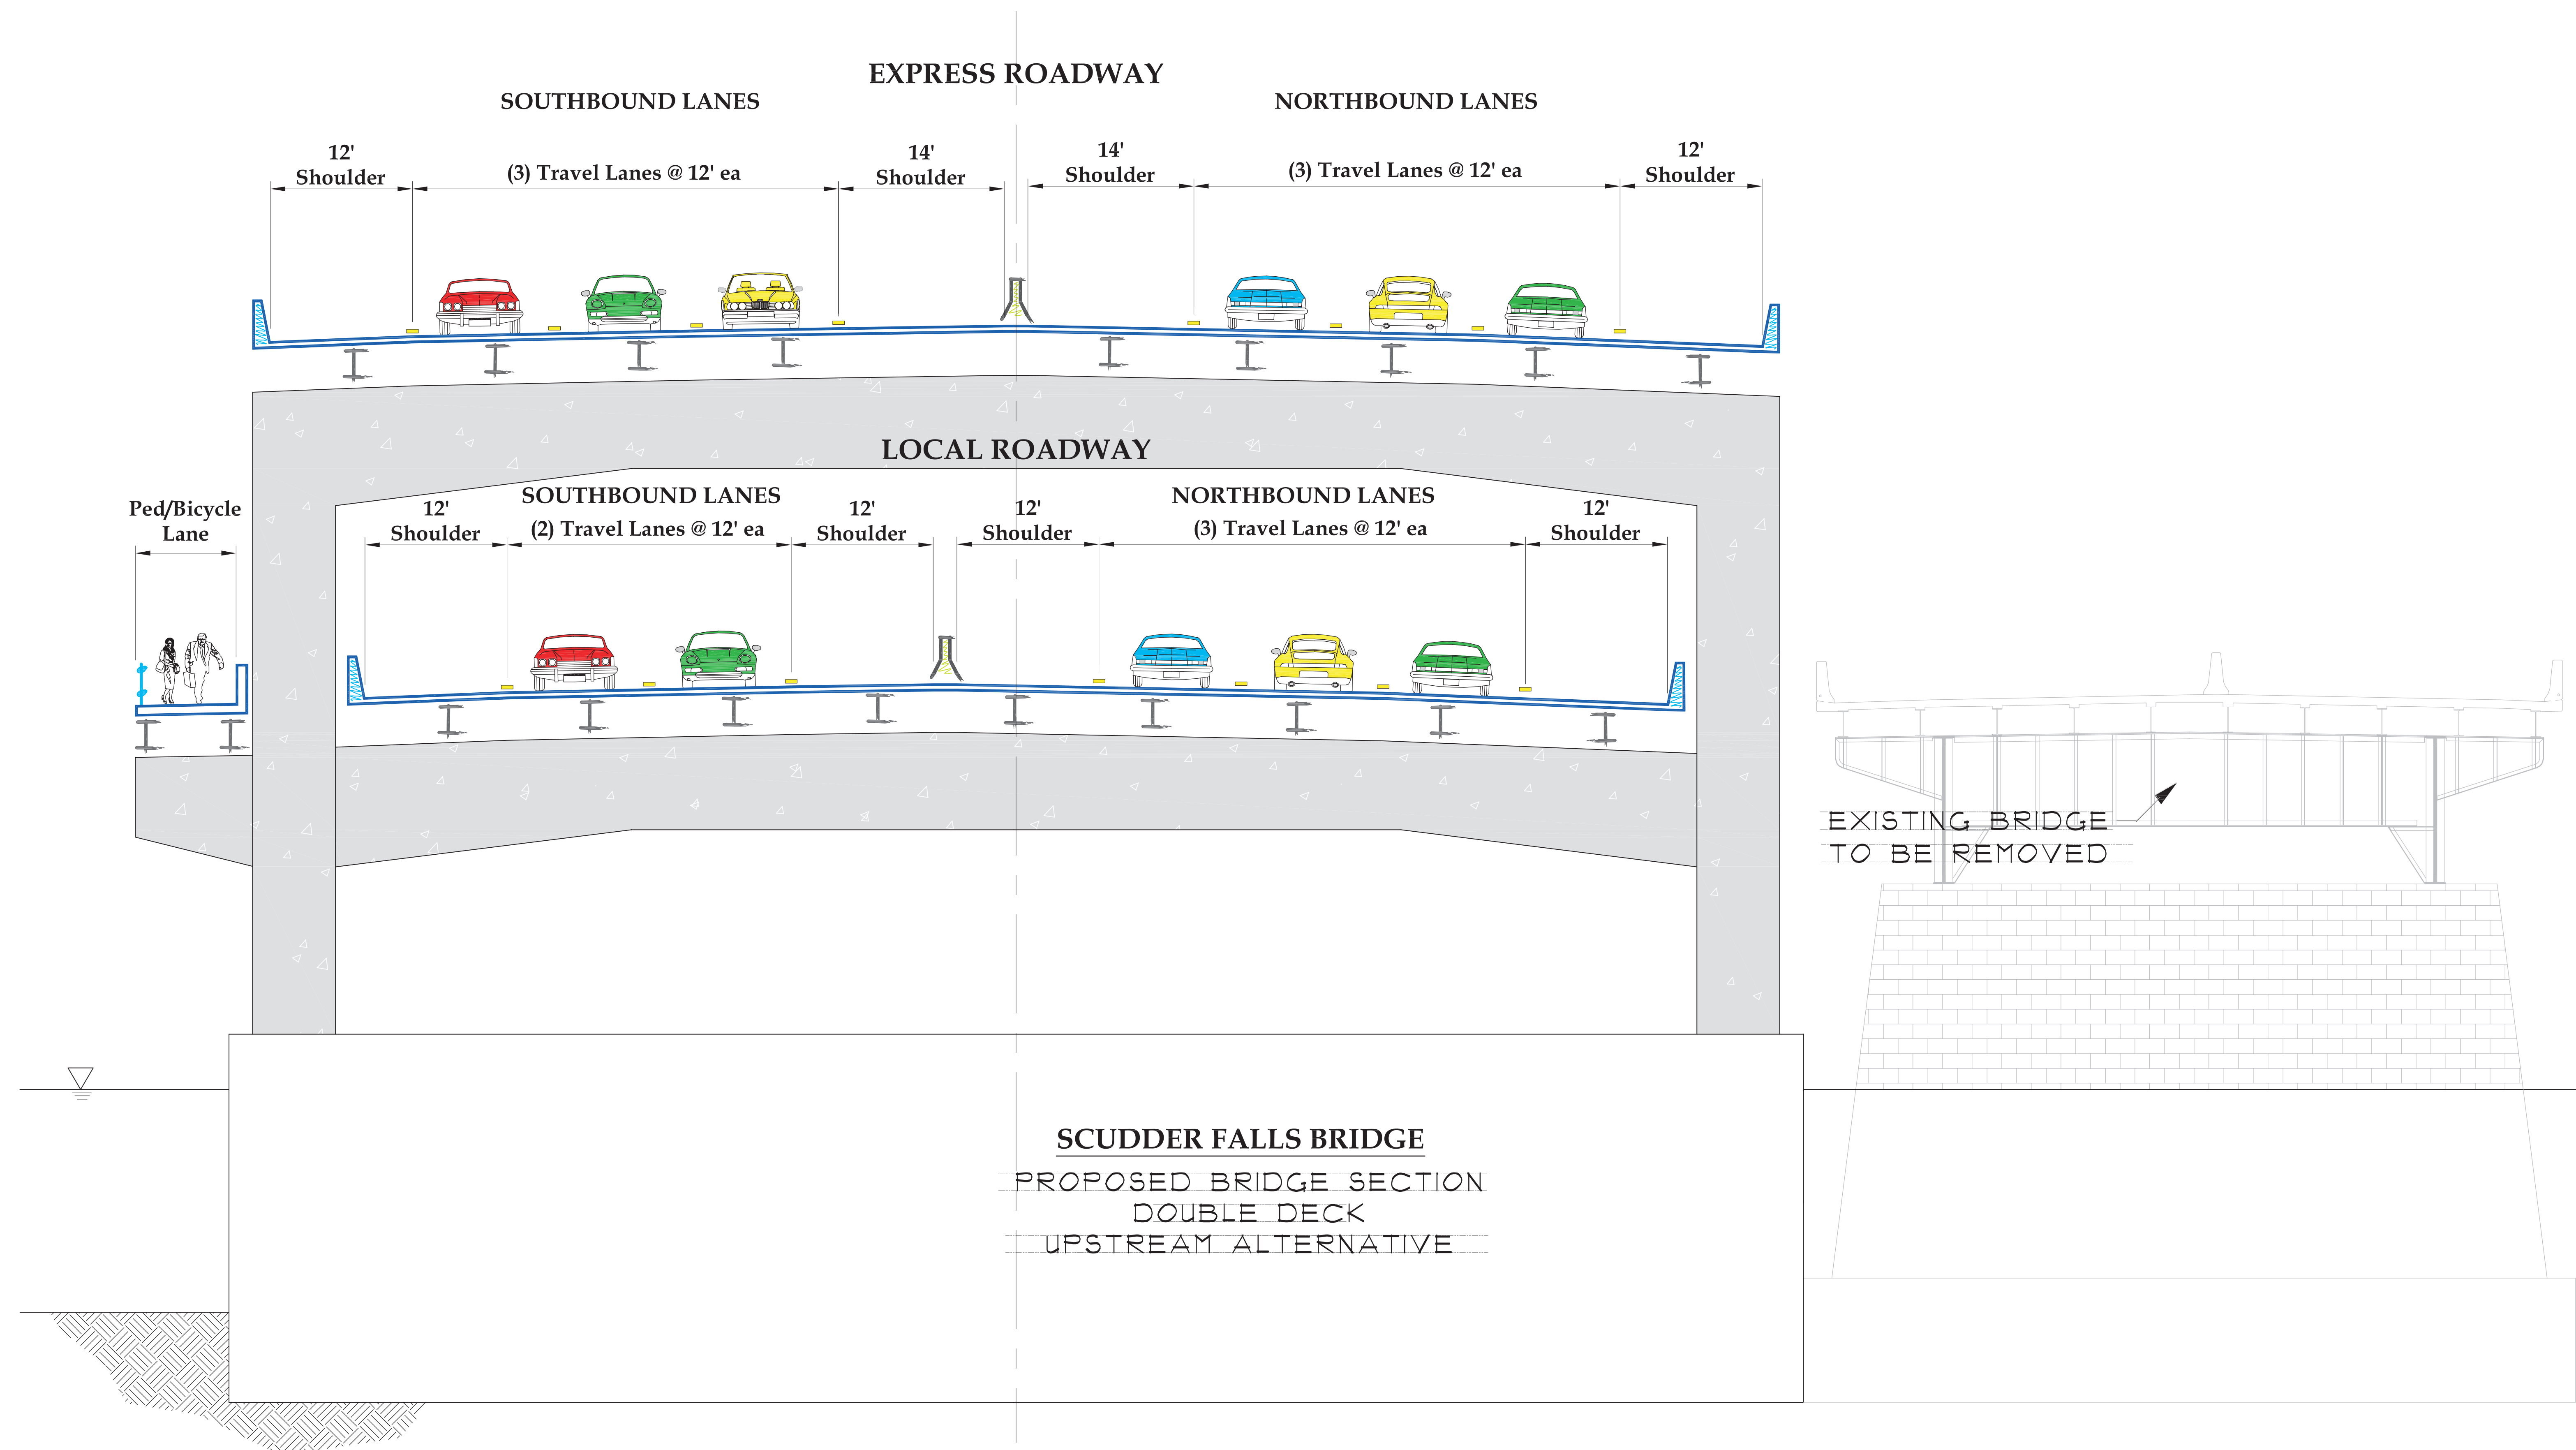 EXPRESS ROADWAY
SOUTHBOUND LANES
NORTHBOUND LANES
12'
Shoulder
(3) Travel Lanes @ 12' ea
14'
Shoulder
14'
Shoulder
(3) Travel Lanes @ 12' ea
12'
Shoulder
LOCAL ROADWAY
SOUTHBOUND LANES
NORTHBOUND LANES
Ped/Bicycle
Lane
12'
Shoulder
(2) Travel Lanes @ 12' ea
12'
Shoulder
12'
Shoulder
(3) Travel Lanes @ 12' ea
12'
Shoulder
EXISTING BRIDGE
TO BE REMOVED
SCUDDER FALLS BRIDGE
PROPOSED BRIDGE SECTION
DOUBLE DECK
UPSTREAM ALTERNATIVE